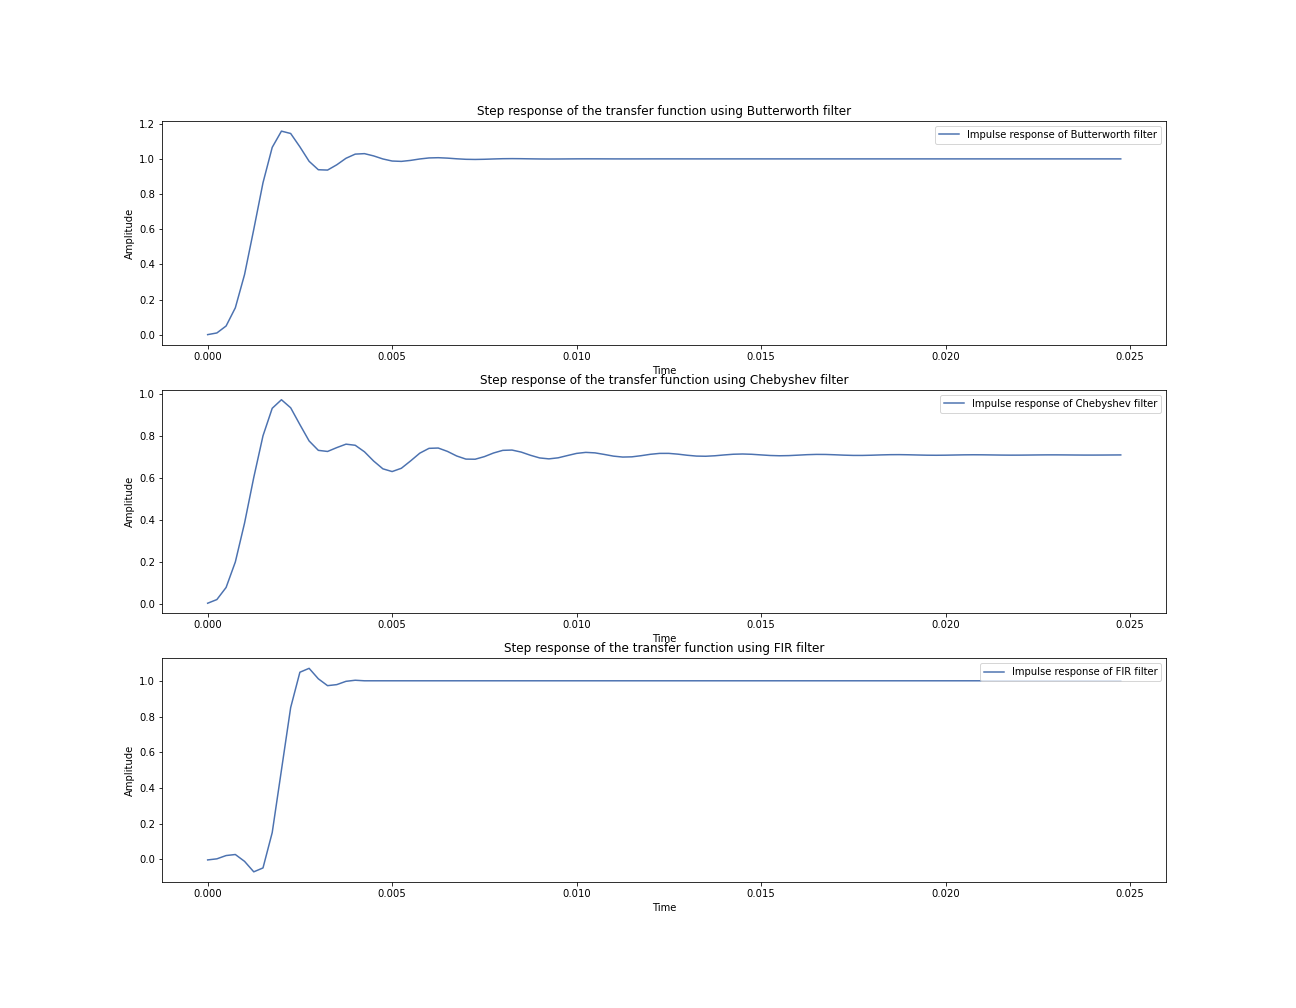 Step response of the transfer function using Butterworth filter
Impulse response of Butterworth filter
Amplitude
1.2
1.0
0.8
0.6
0.4
0.2
0.0
0.000 0.005 0.010 0.015 0.020 0.025
Time
Step response of the transfer function using Chebyshev filter
Impulse response of Chebyshev filter
Amplitude
1.0
0.8
0.6
0.4
0.2
0.0
0.000 0.005 0.010 0.015 0.020 0.025
Time
Step response of the transfer function using FIR filter
Impulse response of FIR filter
Amplitude
1.0
0.8
0.6
0.4
0.2
0.0
0.000 0.005 0.010 0.015 0.020 0.025
Time